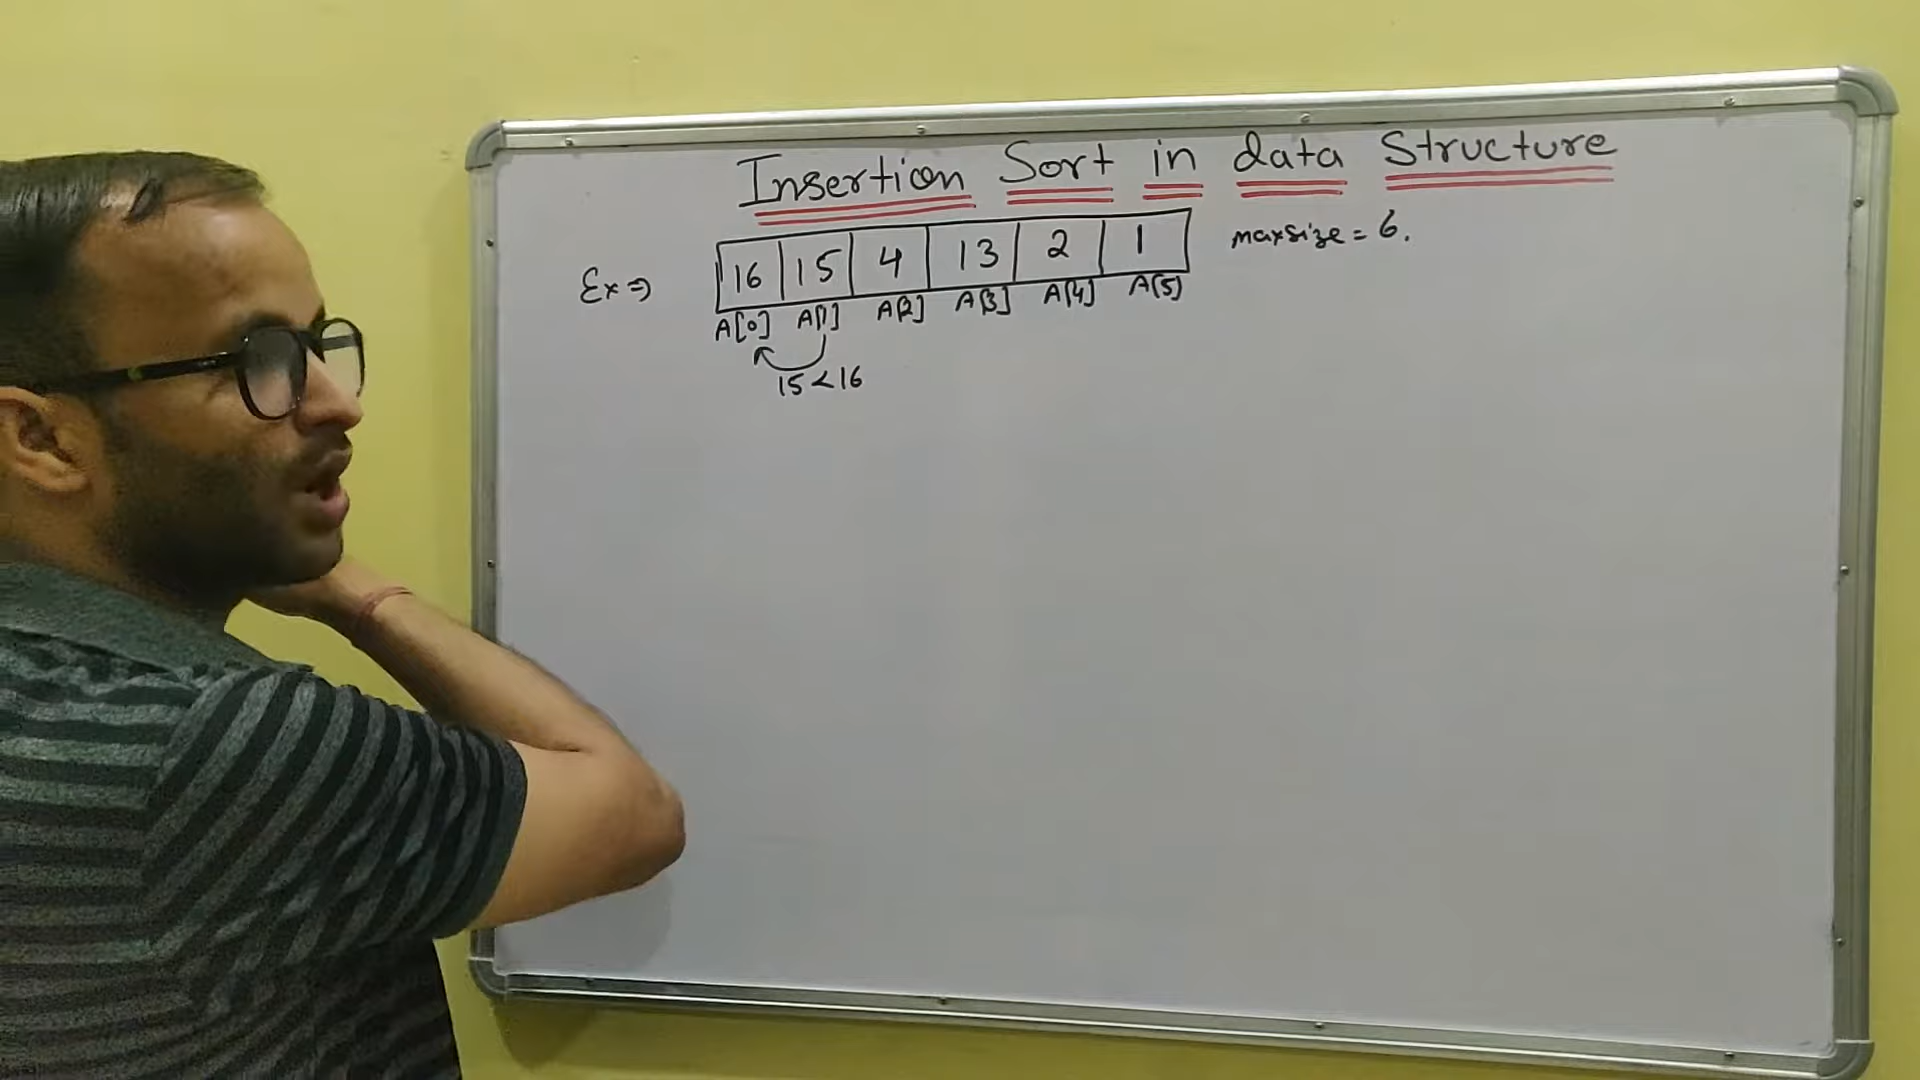 Insertion Sort in data Structure
Ex⇒ 16 15 4 13 2 1 maxsize = 6.
A[0] A[1] A[2] A[3] A[4] A[5]
15<16